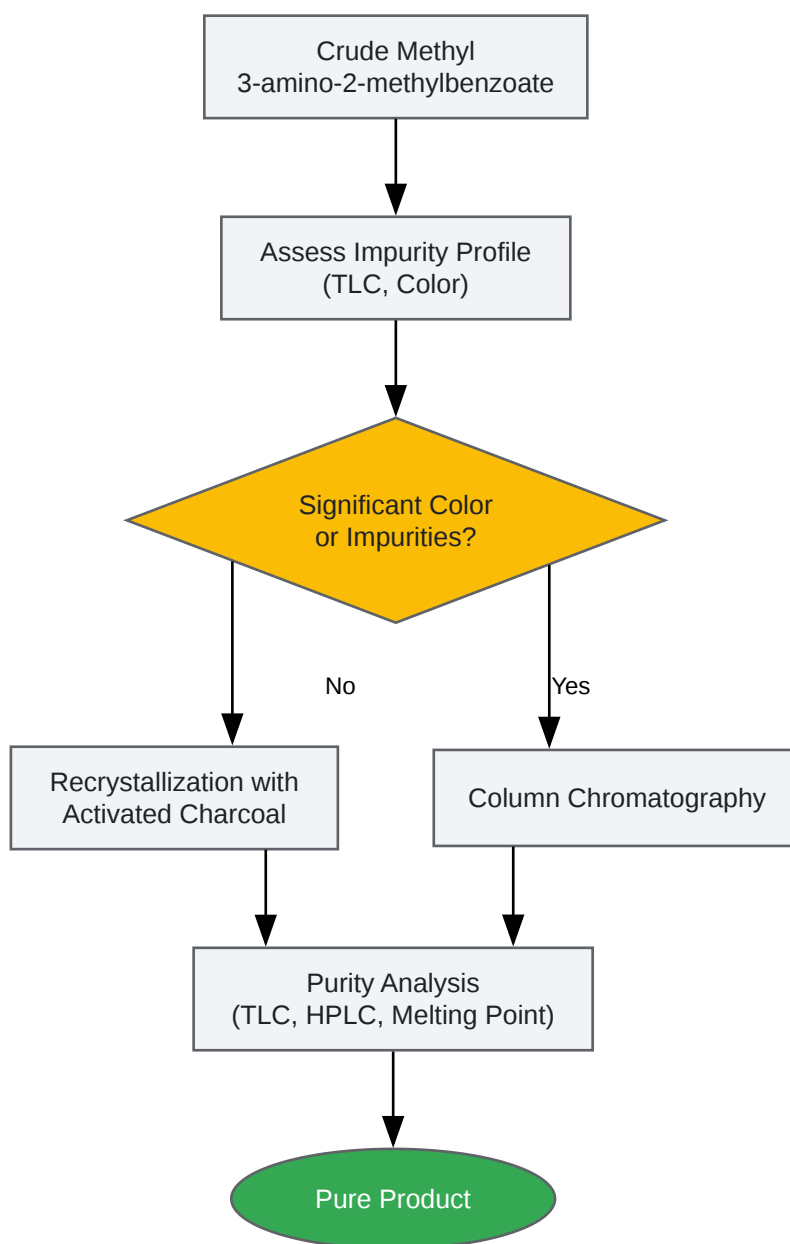 Crude Methyl
3-amino-2-methylbenzoate
Assess Impurity Profile
(TLC, Color)
Significant Color
or Impurities?
No
Yes
Recrystallization with
Activated Charcoal
Column Chromatography
Purity Analysis
(TLC, HPLC, Melting Point)
Pure Product